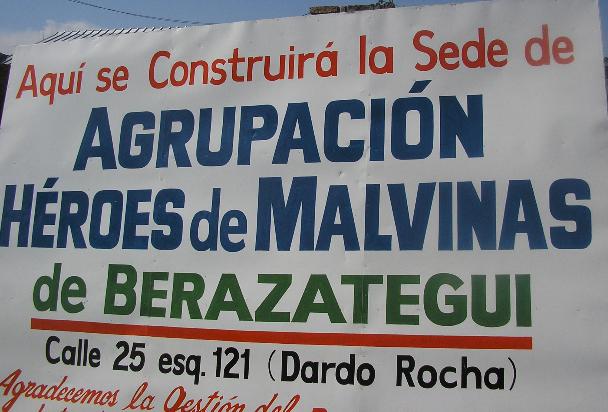 Aquí se Construirá la Sede de
AGRUPACIÓN
HÉROES de MALVINAS
de BERAZATEGUI
Calle 25 esq. 121 (Dardo Rocha)
Agradecemos la Gestión del